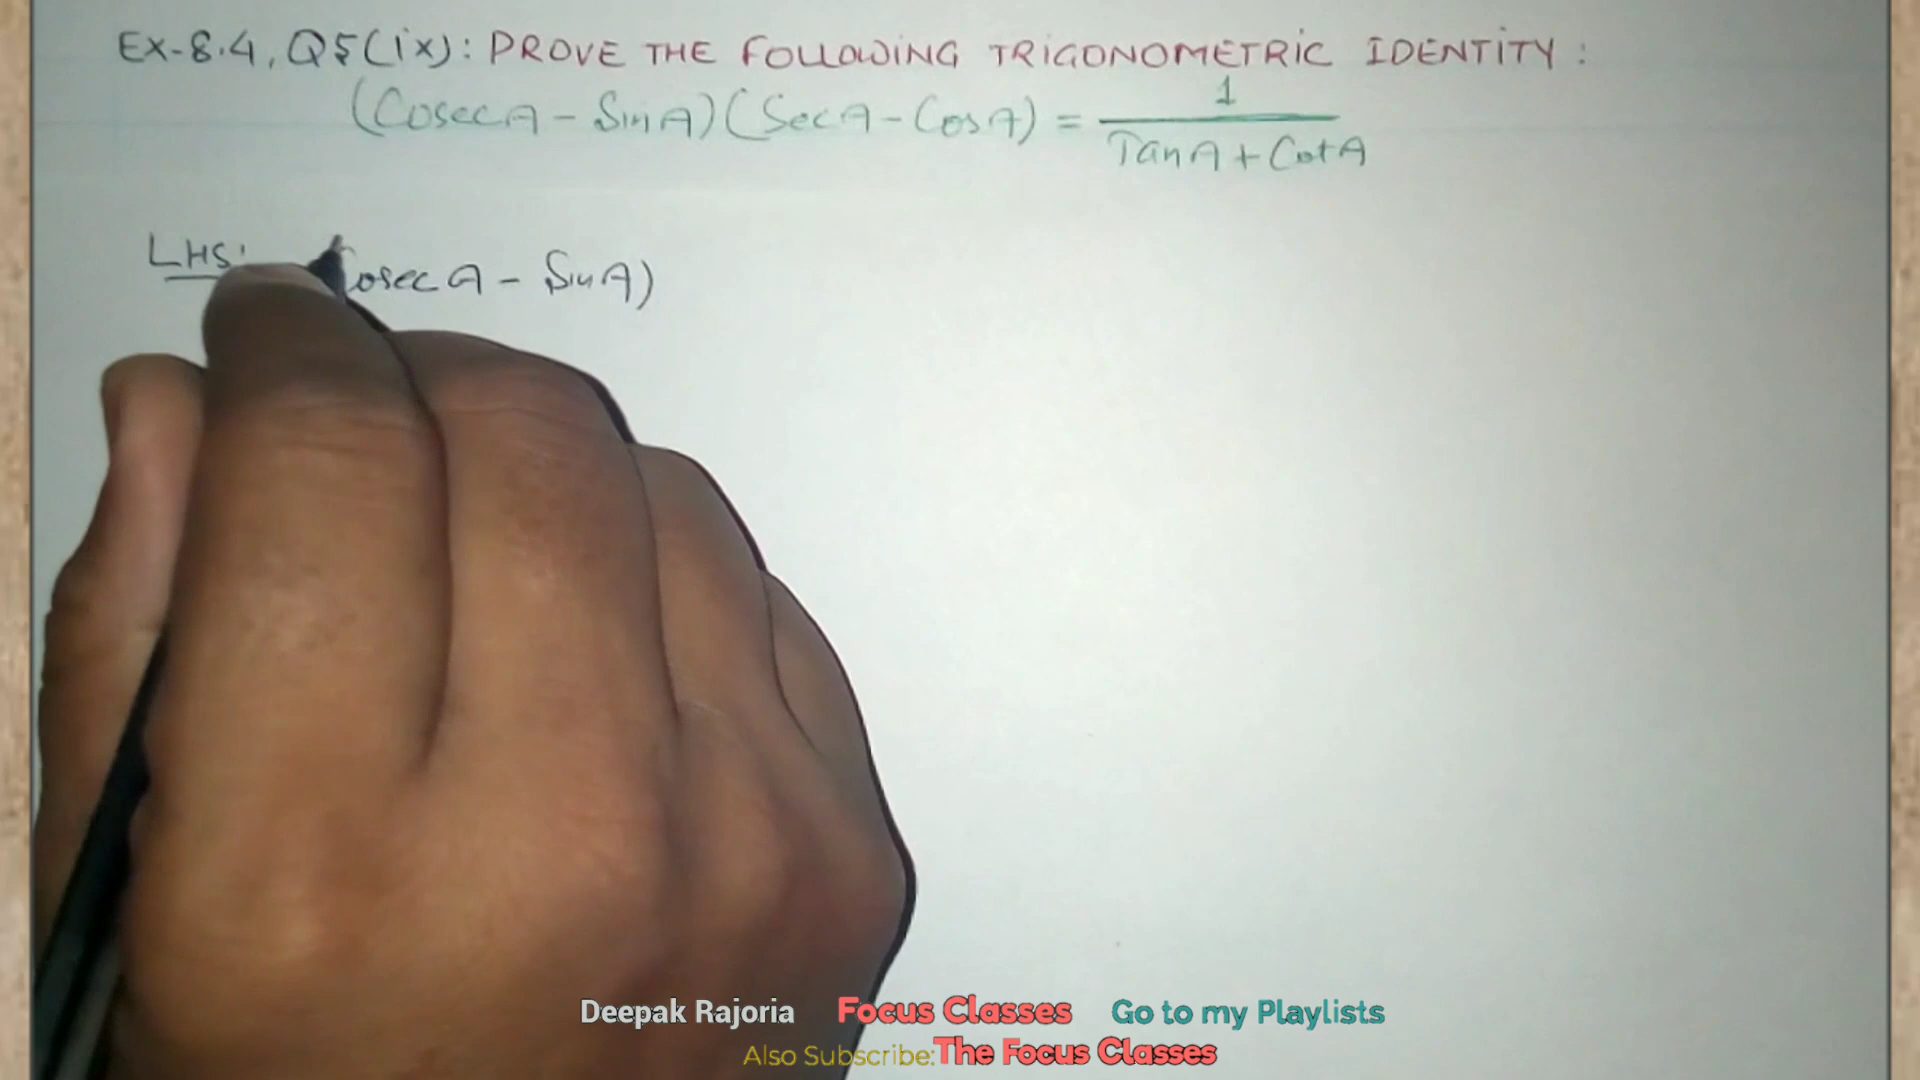 EX-8.4, Q5(ix): PROVE THE FOLLOWING TRIGONOMETRIC IDENTITY:
(CosecA - SinA)(SecA - CosA) = 1/(TanA + CotA)
LHS: (CosecA - SinA)
Deepak Rajoria Focus Classes Go to my Playlists
Also Subscribe: The Focus Classes